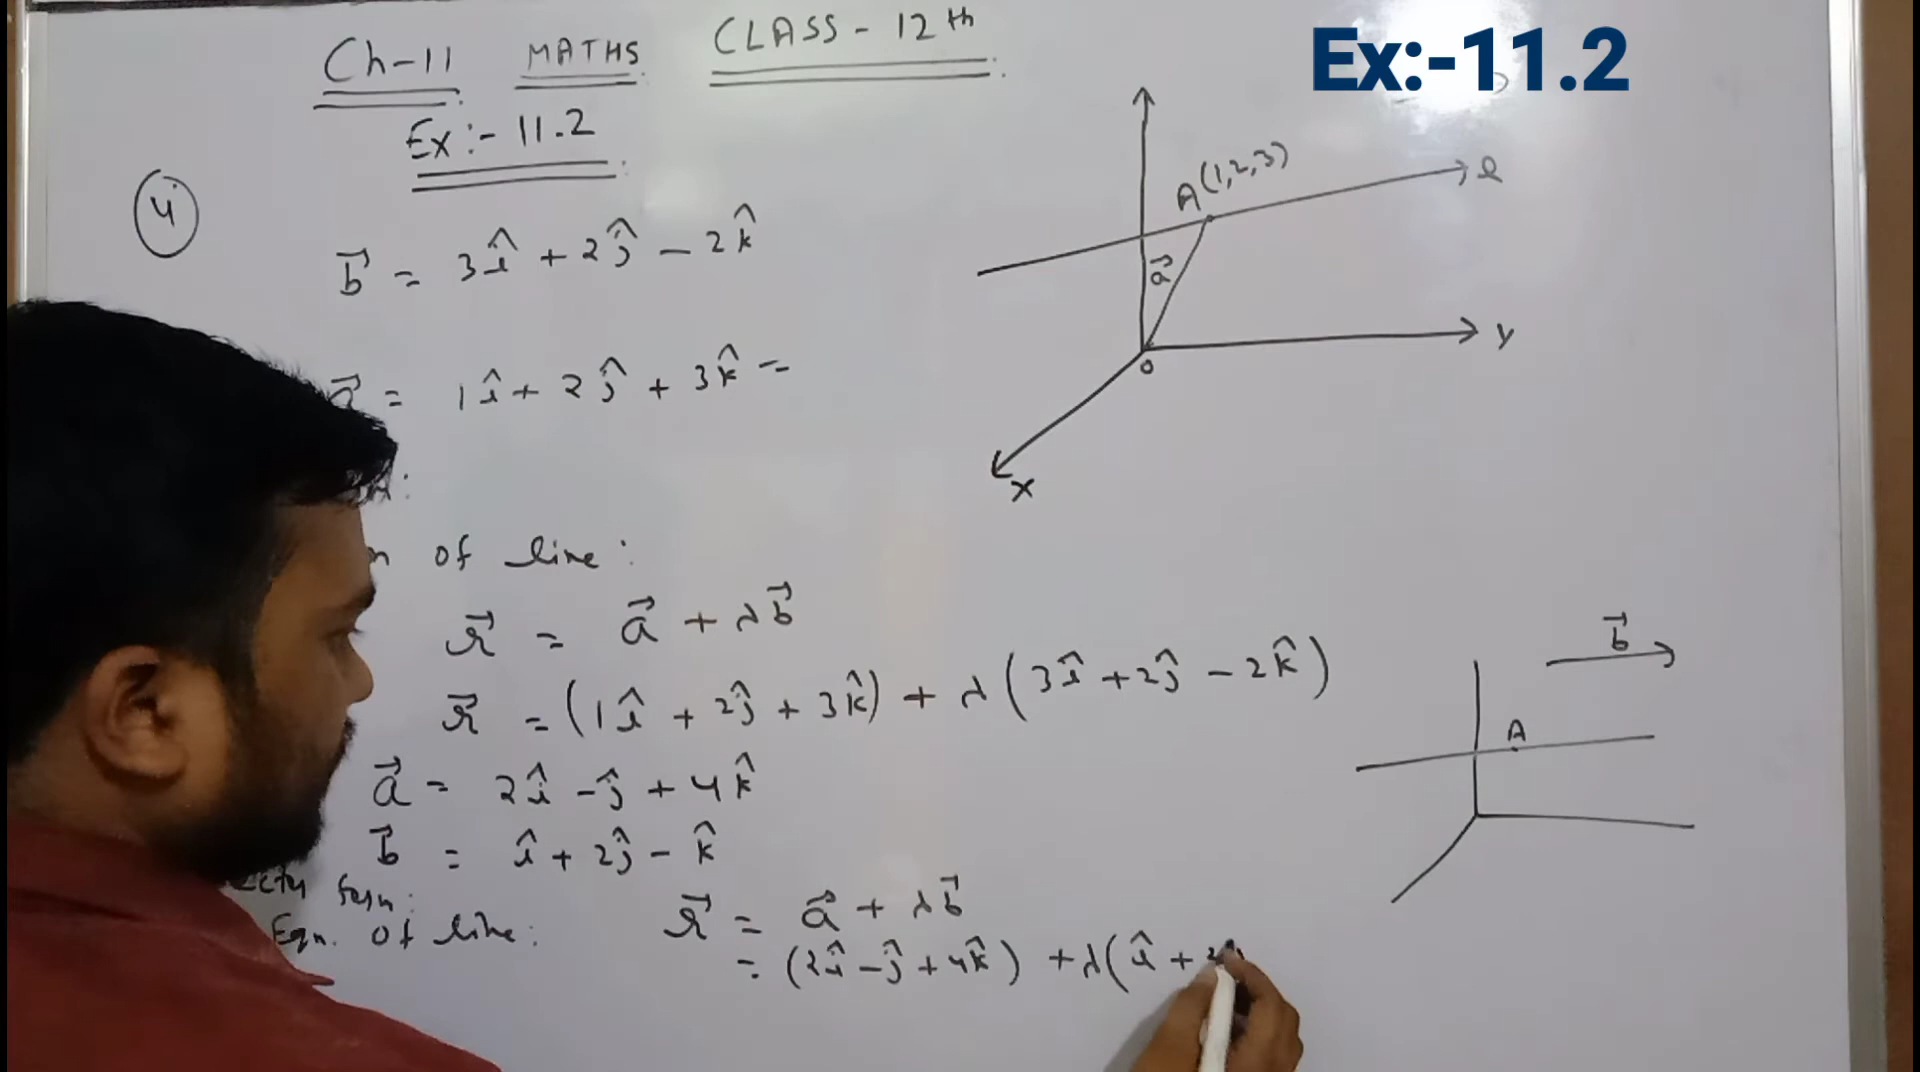 Ch-11 MATHS CLASS - 12th
Ex:-11.2
Ex:- 11.2
4
b⃗ = 3î + 2ĵ - 2k̂
a⃗ = 1î + 2ĵ + 3k̂ =
of line:
r⃗ = a⃗ + λb⃗
r⃗ = (1î + 2ĵ + 3k̂) + λ(3î + 2ĵ - 2k̂)
a⃗ = 2î - ĵ + 4k̂
b⃗ = î + 2ĵ - k̂
form:
Eqn. of line:
r⃗ = a⃗ + λb⃗
= (2î - ĵ + 4k̂) + λ(î +
A(1,2,3)
l
a⃗
y
o
x
b⃗
A